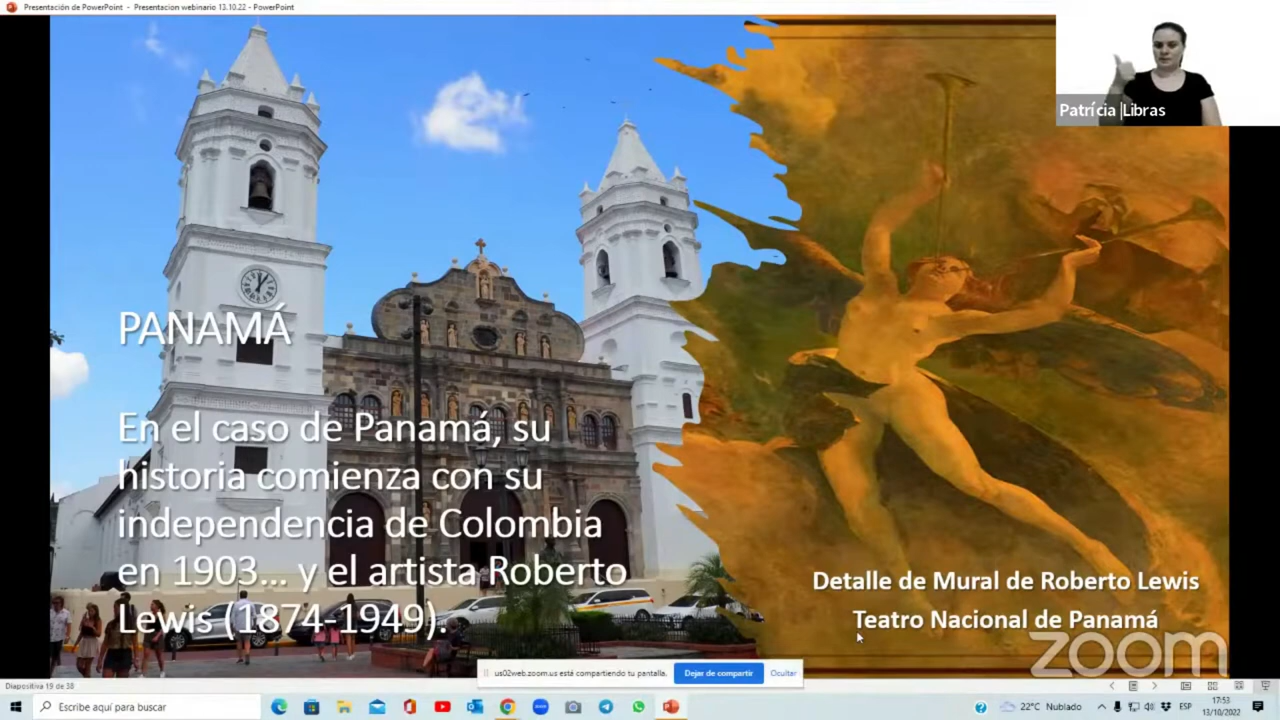 Presentación de PowerPoint - Presentacion webinario 13.10.22 - PowerPoint
Patrícia |Libras
PANAMÁ
En el caso de Panamá, su
historia comienza con su
independencia de Colombia
en 1903... y el artista Roberto
Lewis (1874-1949).
Detalle de Mural de Roberto Lewis
Teatro Nacional de Panamá
zoom
us02web.zoom.us está compartiendo tu pantalla.
Dejar de compartir
Ocultar
Diapositiva 19 de 38
Escribe aquí para buscar
22°C Nublado
ESP
17:53
13/10/2022